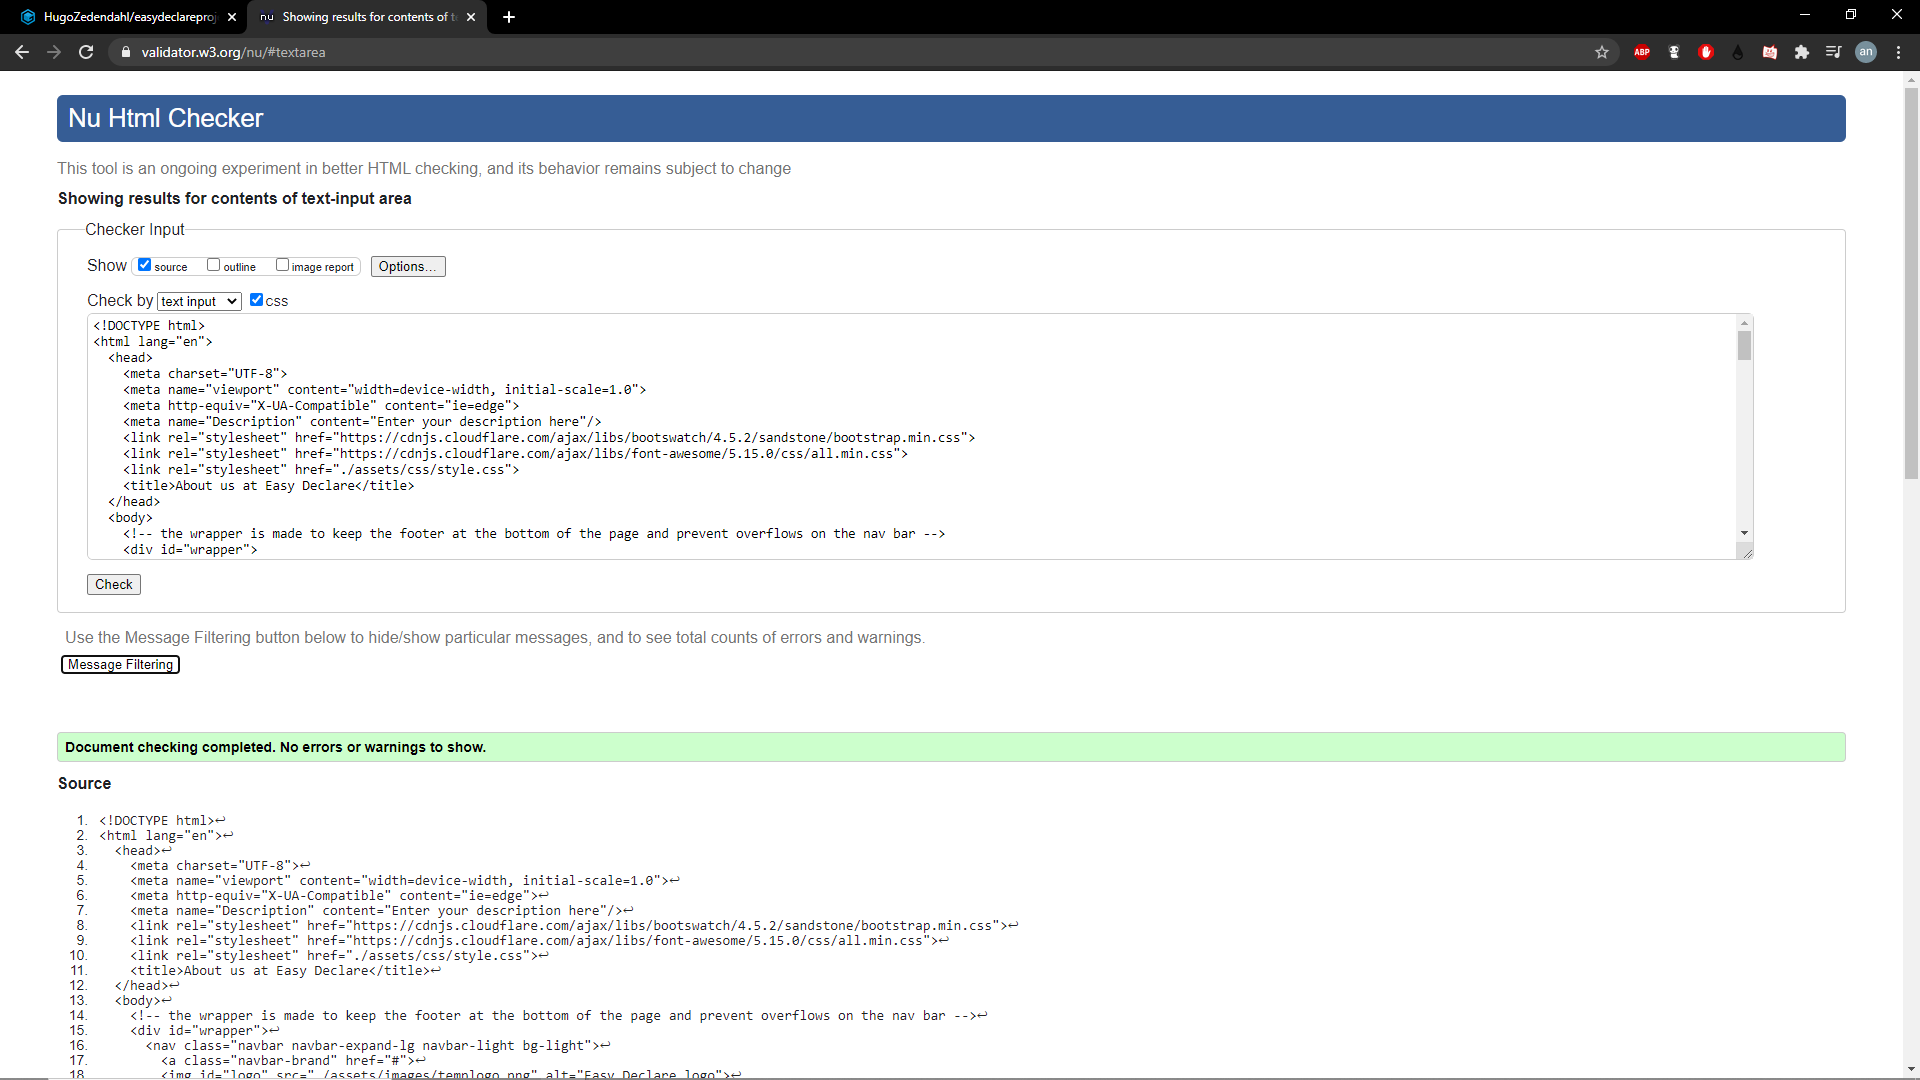 HugoZedendahl/easydeclareproj
nu Showing results for contents of t
validator.w3.org/nu/#textarea
ABP
an
Nu Html Checker
This tool is an ongoing experiment in better HTML checking, and its behavior remains subject to change
Showing results for contents of text-input area
Checker Input
Show source outline image report Options...
Check by text input css
<!DOCTYPE html>
<html lang="en">
  <head>
    <meta charset="UTF-8">
    <meta name="viewport" content="width=device-width, initial-scale=1.0">
    <meta http-equiv="X-UA-Compatible" content="ie=edge">
    <meta name="Description" content="Enter your description here"/>
    <link rel="stylesheet" href="https://cdnjs.cloudflare.com/ajax/libs/bootswatch/4.5.2/sandstone/bootstrap.min.css">
    <link rel="stylesheet" href="https://cdnjs.cloudflare.com/ajax/libs/font-awesome/5.15.0/css/all.min.css">
    <link rel="stylesheet" href="./assets/css/style.css">
    <title>About us at Easy Declare</title>
  </head>
  <body>
    <!-- the wrapper is made to keep the footer at the bottom of the page and prevent overflows on the nav bar -->
    <div id="wrapper">
Check
Use the Message Filtering button below to hide/show particular messages, and to see total counts of errors and warnings.
Message Filtering
Document checking completed. No errors or warnings to show.
Source
1. <!DOCTYPE html>↩
2. <html lang="en">↩
3.   <head>↩
4.     <meta charset="UTF-8">↩
5.     <meta name="viewport" content="width=device-width, initial-scale=1.0">↩
6.     <meta http-equiv="X-UA-Compatible" content="ie=edge">↩
7.     <meta name="Description" content="Enter your description here"/>↩
8.     <link rel="stylesheet" href="https://cdnjs.cloudflare.com/ajax/libs/bootswatch/4.5.2/sandstone/bootstrap.min.css">↩
9.     <link rel="stylesheet" href="https://cdnjs.cloudflare.com/ajax/libs/font-awesome/5.15.0/css/all.min.css">↩
10.     <link rel="stylesheet" href="./assets/css/style.css">↩
11.     <title>About us at Easy Declare</title>↩
12.   </head>↩
13.   <body>↩
14.     <!-- the wrapper is made to keep the footer at the bottom of the page and prevent overflows on the nav bar -->↩
15.     <div id="wrapper">↩
16.       <nav class="navbar navbar-expand-lg navbar-light bg-light">↩
17.         <a class="navbar-brand" href="#">↩
18.         <img id="logo" src="./assets/images/templogo.png" alt="Easy Declare logo">↩